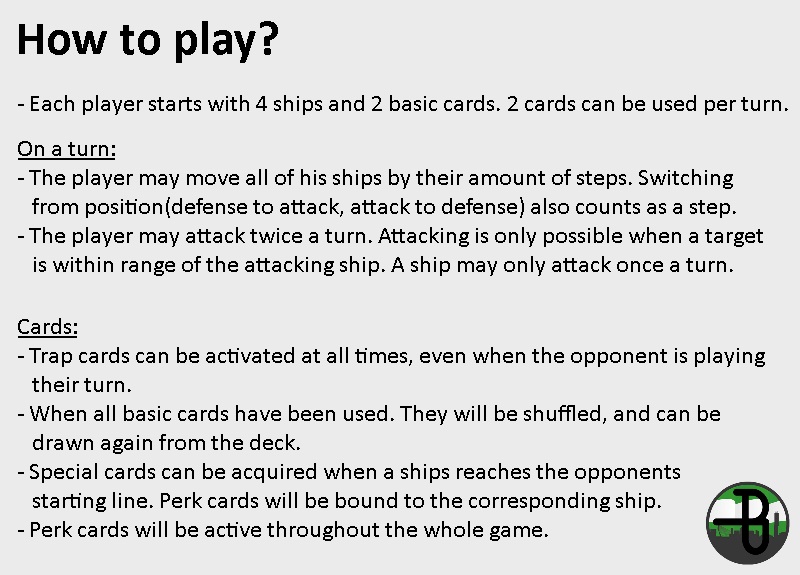 How to play?
- Each player starts with 4 ships and 2 basic cards. 2 cards can be used per turn.
On a turn:
- The player may move all of his ships by their amount of steps. Switching
from position(defense to attack, attack to defense) also counts as a step.
- The player may attack twice a turn. Attacking is only possible when a target
is within range of the attacking ship. A ship may only attack once a turn.
Cards:
- Trap cards can be activated at all times, even when the opponent is playing
their turn.
- When all basic cards have been used. They will be shuffled, and can be
drawn again from the deck.
- Special cards can be acquired when a ships reaches the opponents
starting line. Perk cards will be bound to the corresponding ship.
- Perk cards will be active throughout the whole game.